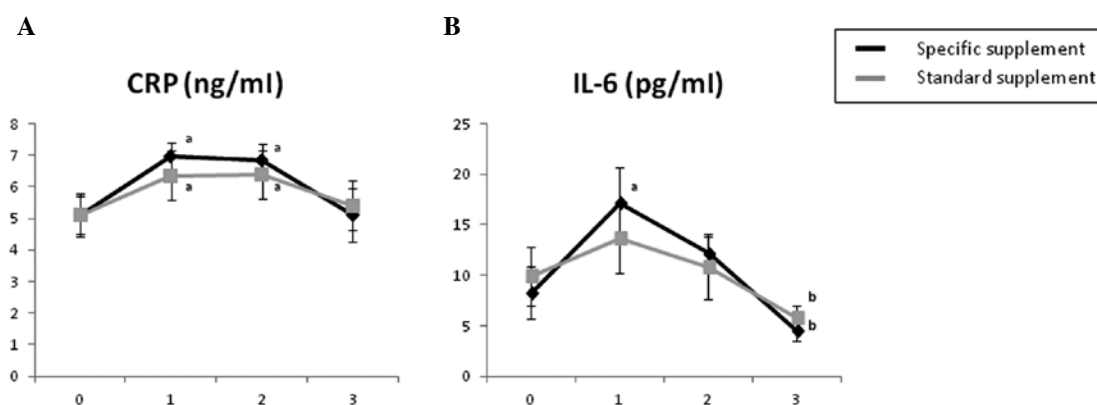 A
B
Specific supplement
Standard supplement
CRP (ng/ml)
IL-6 (pg/ml)
8
7
6
5
4
3
2
1
0
a
a
a
a
0 1 2 3
25
20
15
10
5
0
a
b
b
0 1 2 3